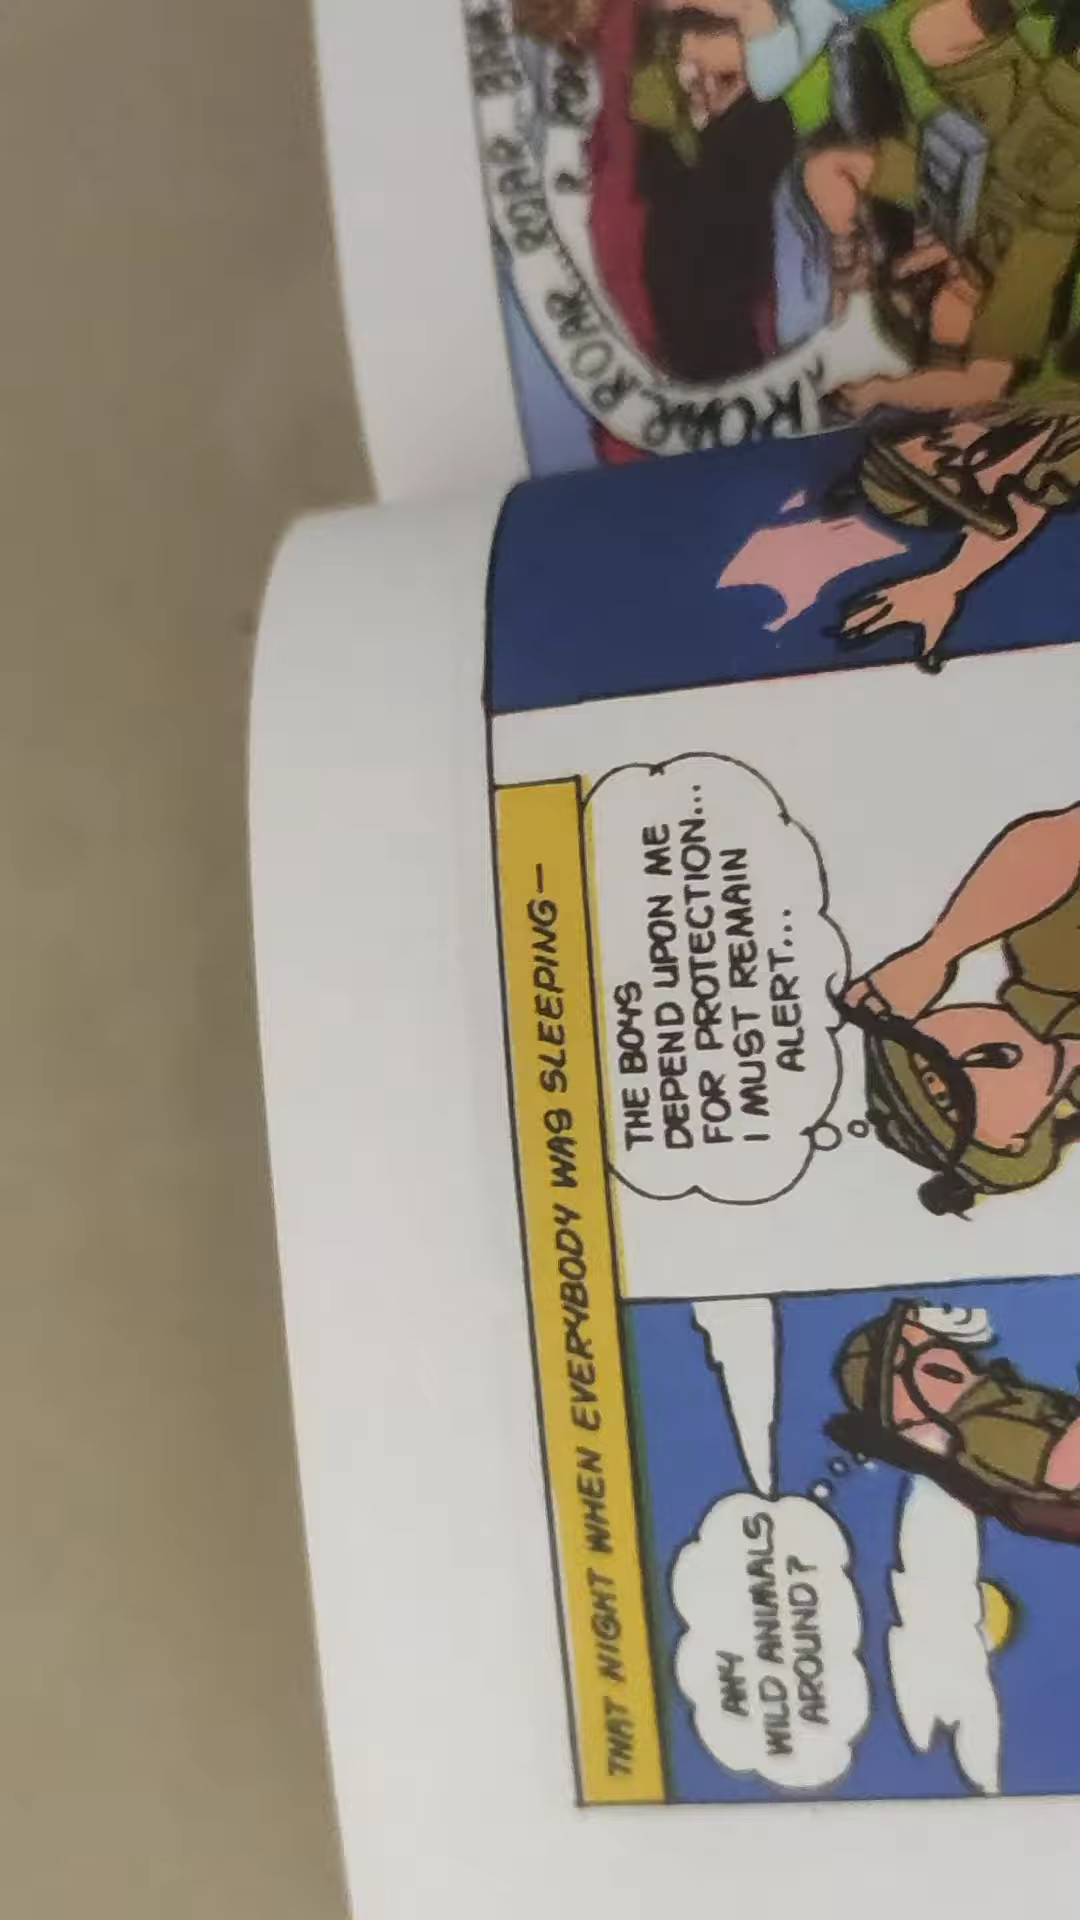 THAT NIGHT WHEN EVERYBODY WAS SLEEPING—
ANY
WILD ANIMALS
AROUND?
THE BOYS
DEPEND UPON ME
FOR PROTECTION...
I MUST REMAIN
ALERT...
ROAR..ROAR....ROAR..ROAR